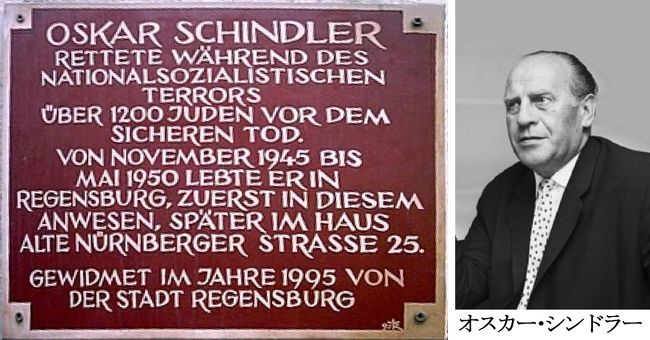 OSKAR SCHINDLER
RETTETE WÄHREND DES
NATIONALSOZIALISTISCHEN
TERRORS
ÜBER 1200 JUDEN VOR DEM
SICHEREN TOD.
VON NOVEMBER 1945 BIS
MAI 1950 LEBTE ER IN
REGENSBURG, ZUERST IN DIESEM
ANWESEN, SPÄTER IM HAUS
ALTE NÜRNBERGER STRASSE 25.
GEWIDMET IM JAHRE 1995 VON
DER STADT REGENSBURG
オスカー・シンドラー